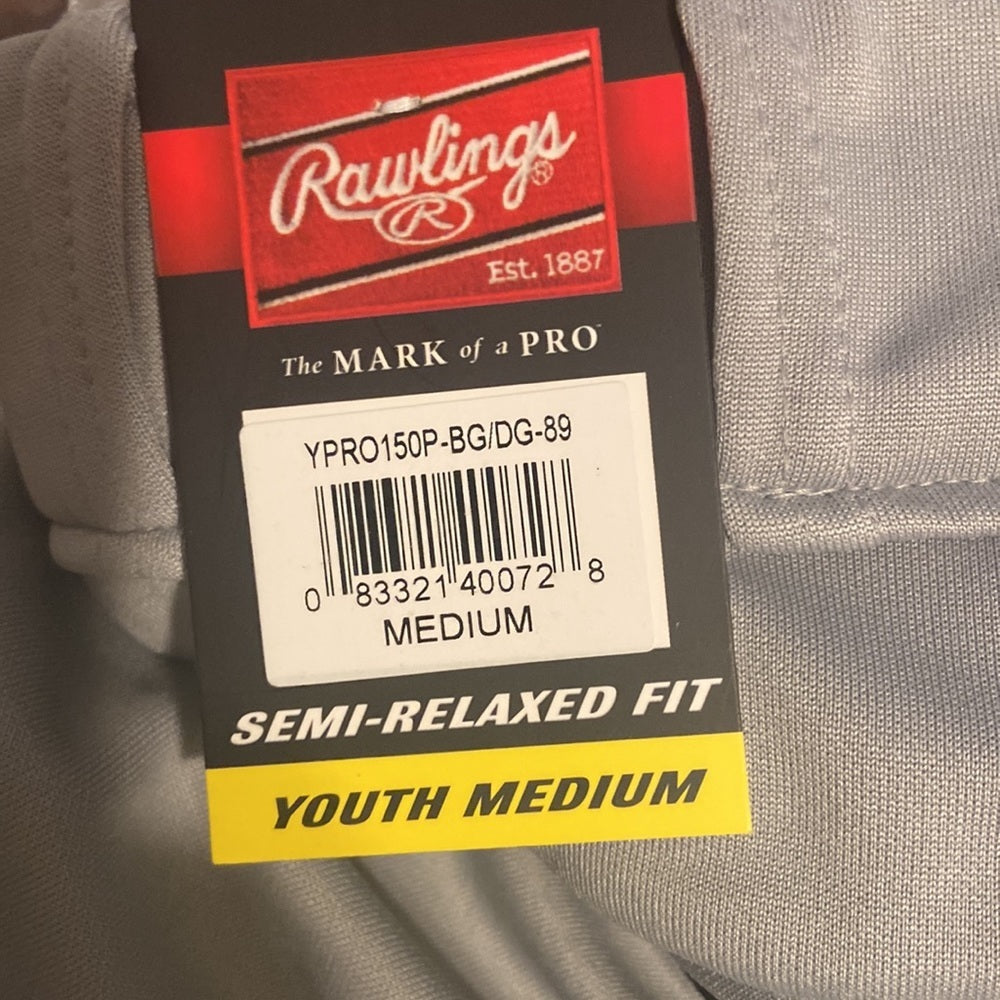 Rawlings®
R
Est. 1887
The MARK of a PRO™
YPRO150P-BG/DG-89
0 83321 40072 8
MEDIUM
SEMI-RELAXED FIT
YOUTH MEDIUM